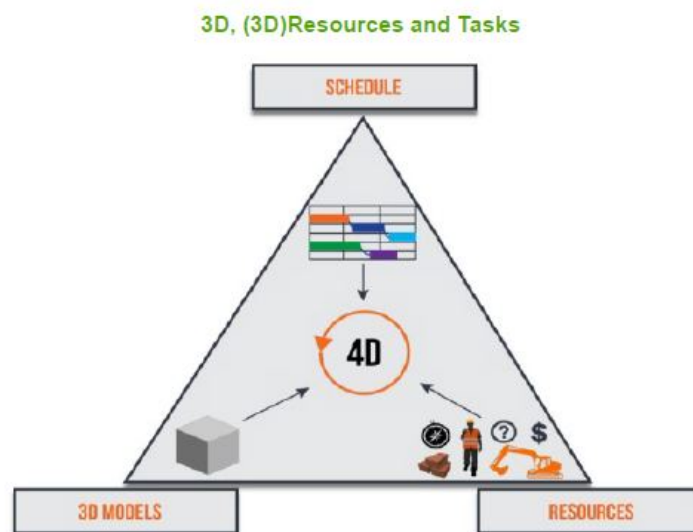 3D, (3D)Resources and Tasks
SCHEDULE
4D
?
$
3D MODELS
RESOURCES